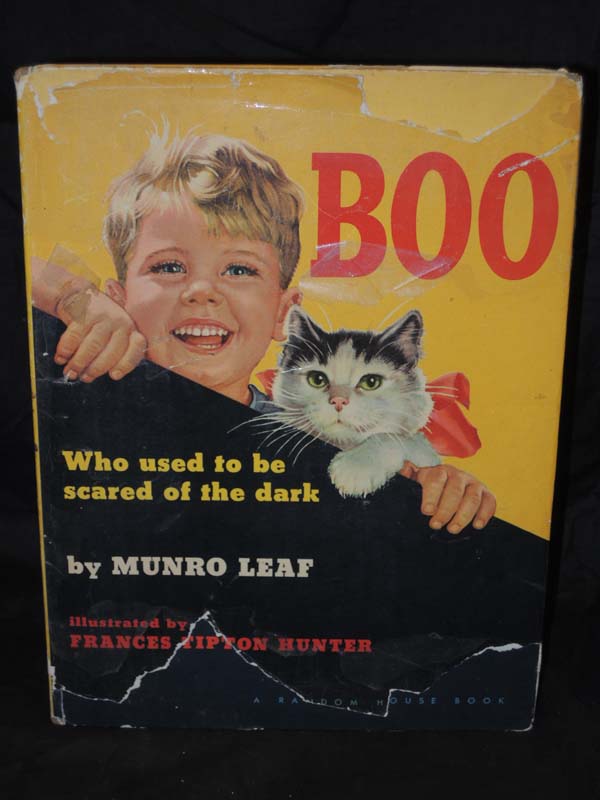 BOO
Who used to be
scared of the dark
by MUNRO LEAF
illustrated by
FRANCES TIPTON HUNTER
A RANDOM HOUSE BOOK